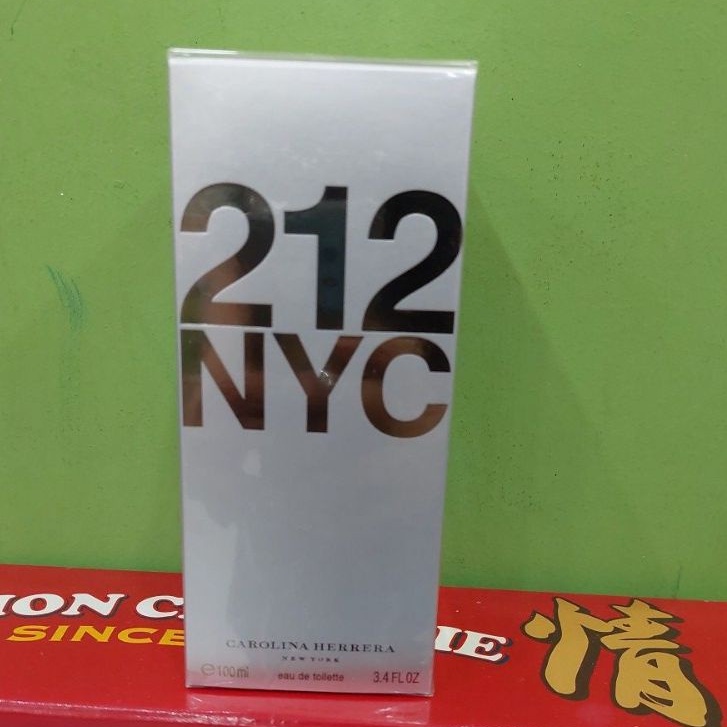 212
NYC
CAROLINA HERRERA
NEW YORK
℮100ml eau de toilette 3.4 FL OZ
SINCE
情